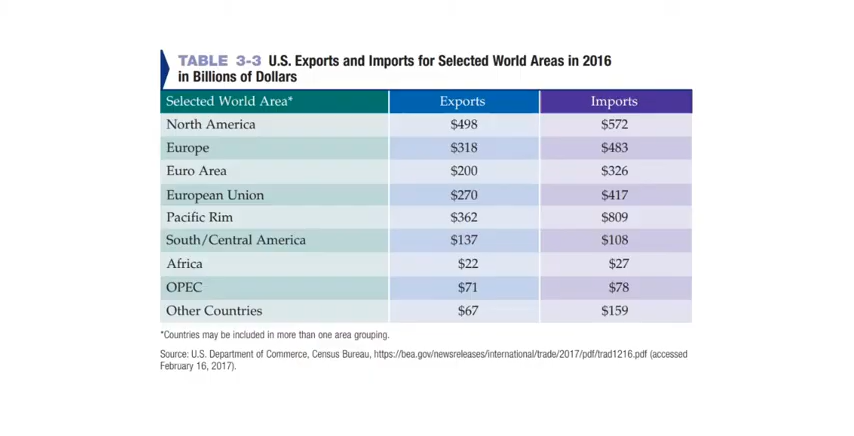 TABLE 3-3 U.S. Exports and Imports for Selected World Areas in 2016
in Billions of Dollars
Selected World Area* Exports Imports
North America $498 $572
Europe $318 $483
Euro Area $200 $326
European Union $270 $417
Pacific Rim $362 $809
South/Central America $137 $108
Africa $22 $27
OPEC $71 $78
Other Countries $67 $159
*Countries may be included in more than one area grouping.
Source: U.S. Department of Commerce, Census Bureau, https://bea.gov/newsreleases/international/trade/2017/pdf/trad1216.pdf (accessed
February 16, 2017).